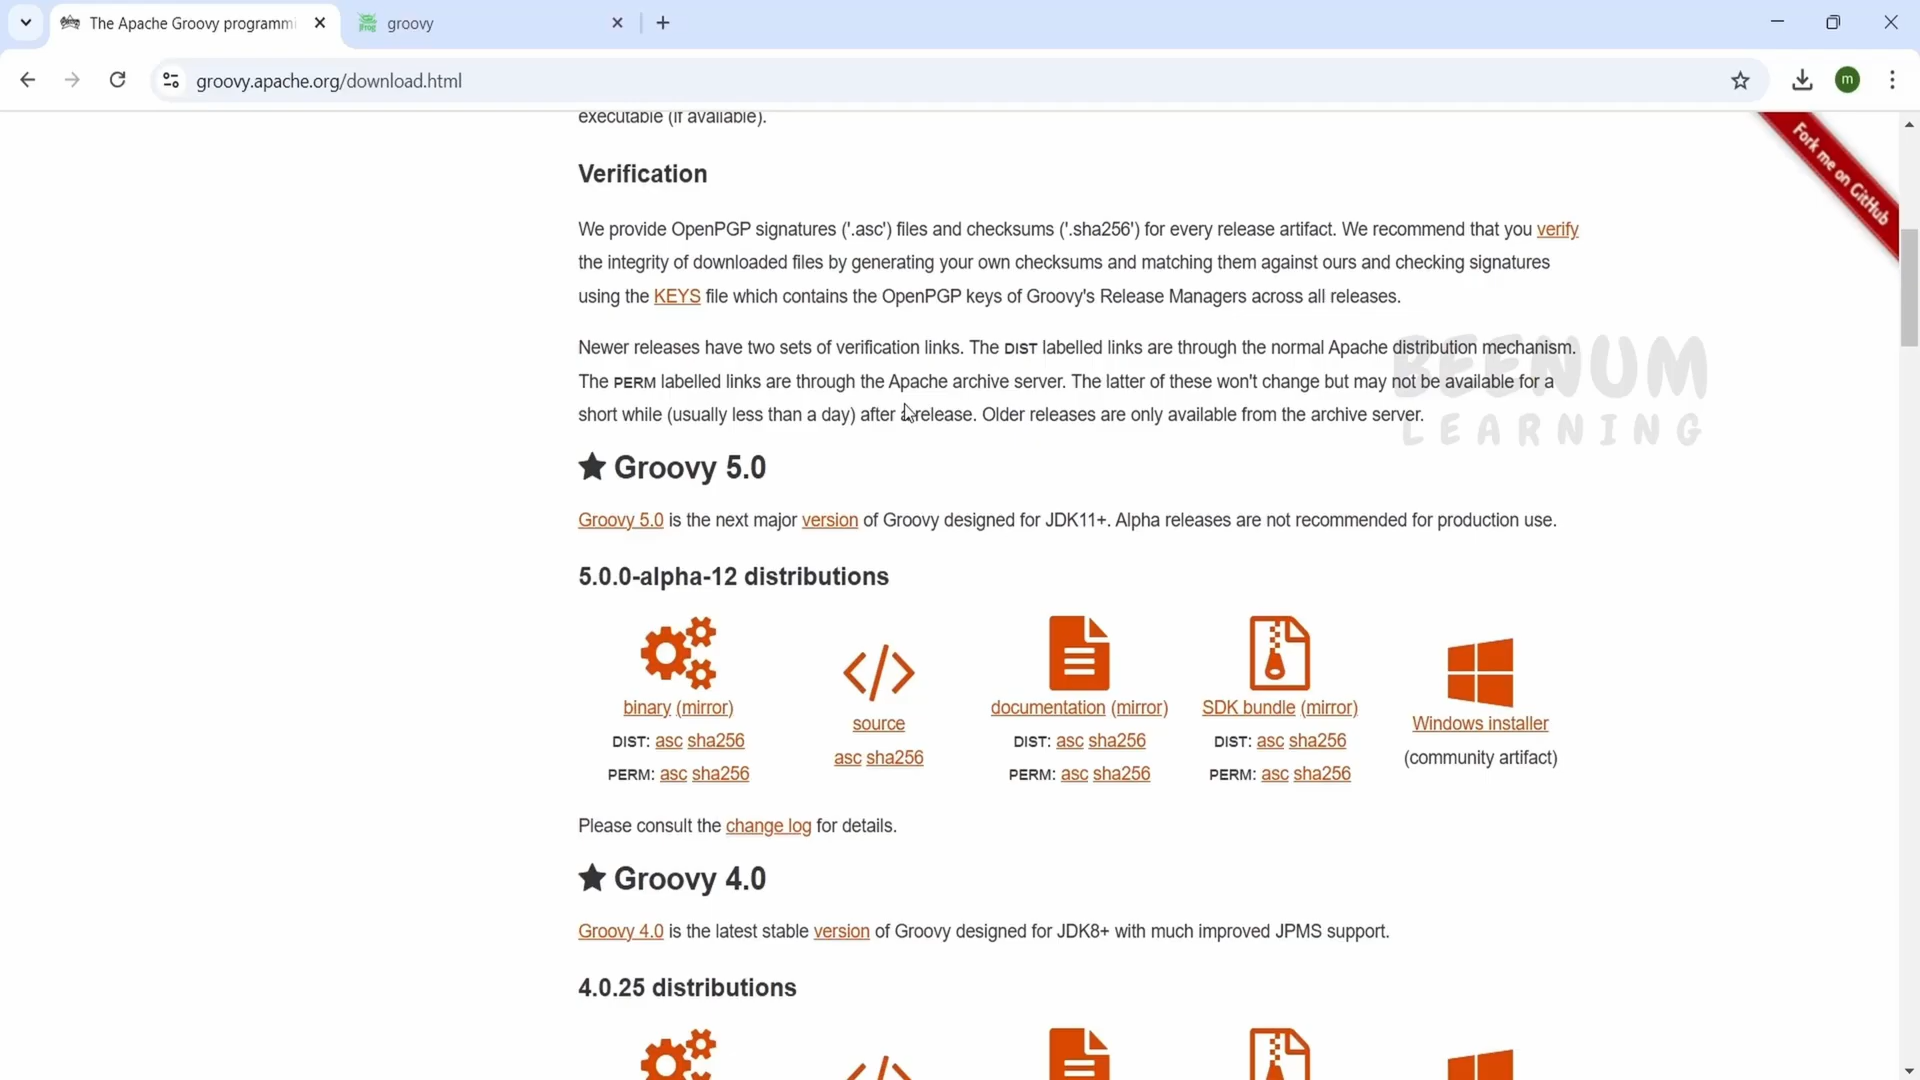 The Apache Groovy programmi
groovy
groovy.apache.org/download.html
m
executable (if available).
Fork me on GitHub
Verification
We provide OpenPGP signatures ('.asc') files and checksums ('.sha256') for every release artifact. We recommend that you verify
the integrity of downloaded files by generating your own checksums and matching them against ours and checking signatures
using the KEYS file which contains the OpenPGP keys of Groovy's Release Managers across all releases.
Newer releases have two sets of verification links. The DIST labelled links are through the normal Apache distribution mechanism.
The PERM labelled links are through the Apache archive server. The latter of these won't change but may not be available for a
short while (usually less than a day) after a release. Older releases are only available from the archive server.
BEENUM
LEARNING
Groovy 5.0
Groovy 5.0 is the next major version of Groovy designed for JDK11+. Alpha releases are not recommended for production use.
5.0.0-alpha-12 distributions
binary (mirror)
DIST: asc sha256
PERM: asc sha256
source
asc sha256
documentation (mirror)
DIST: asc sha256
PERM: asc sha256
SDK bundle (mirror)
DIST: asc sha256
PERM: asc sha256
Windows installer
(community artifact)
Please consult the change log for details.
Groovy 4.0
Groovy 4.0 is the latest stable version of Groovy designed for JDK8+ with much improved JPMS support.
4.0.25 distributions